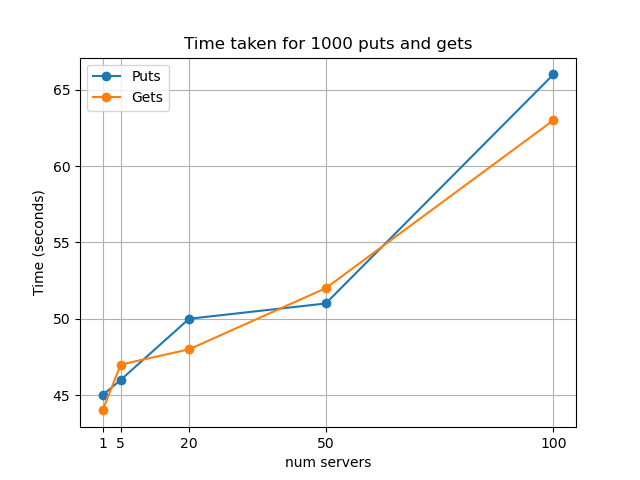 Time taken for 1000 puts and gets
Puts
Gets
65
60
55
50
45
Time (seconds)
1 5 20 50 100
num servers